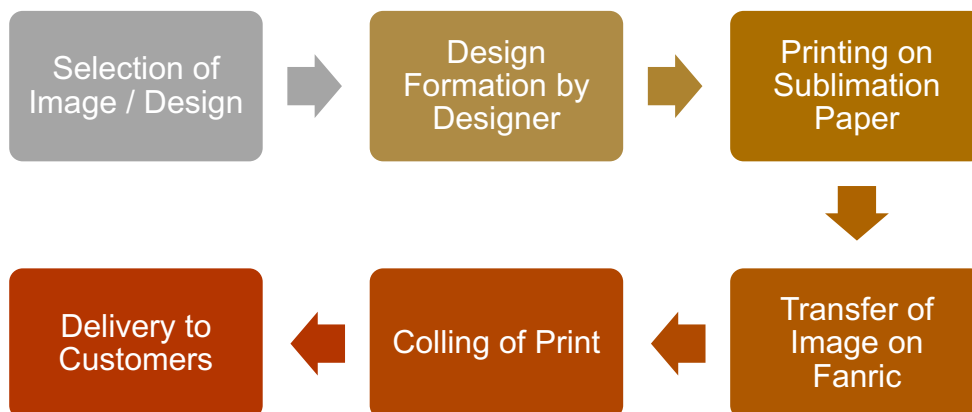 Selection of
Image / Design
Design
Formation by
Designer
Printing on
Sublimation
Paper
Transfer of
Image on
Fanric
Colling of Print
Delivery to
Customers